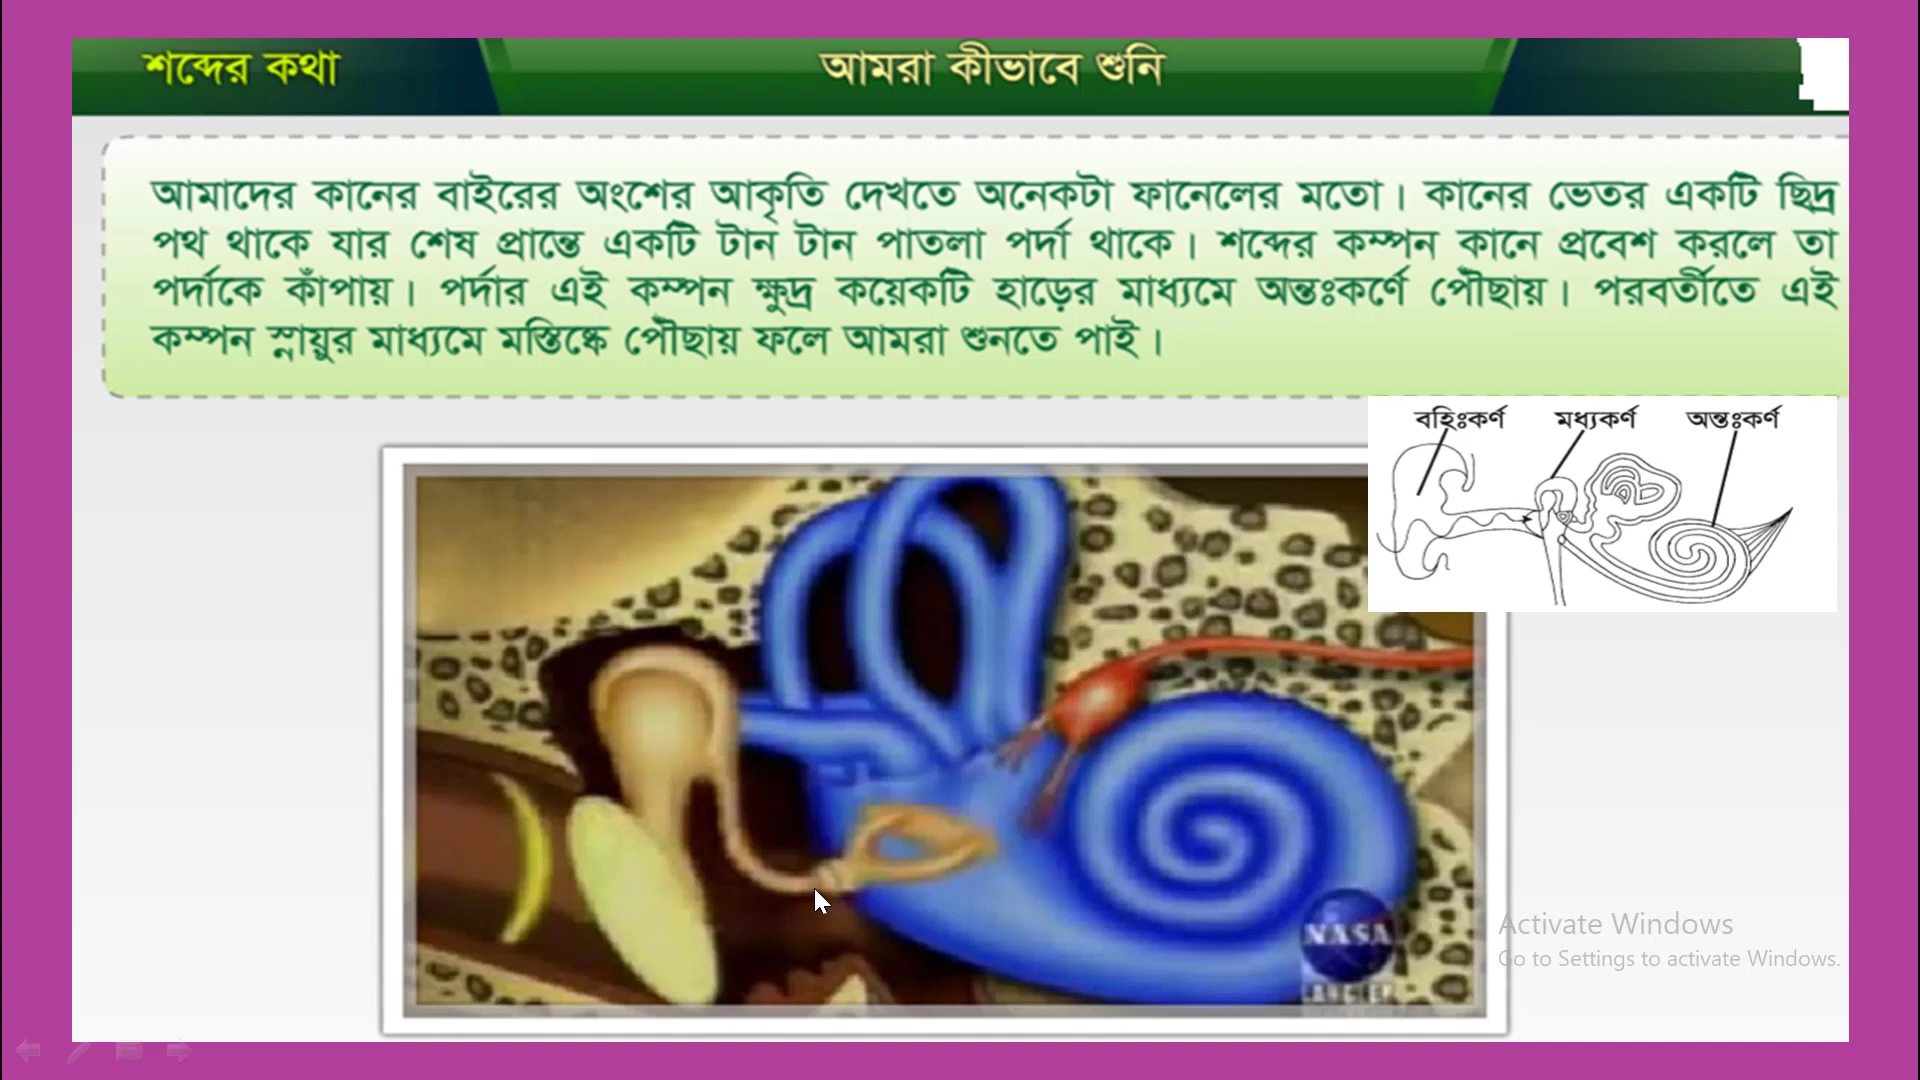 শব্দের কথা
আমরা কীভাবে শুনি
আমাদের কানের বাইরের অংশের আকৃতি দেখতে অনেকটা ফানেলের মতো। কানের ভেতর একটি ছিদ্র
পথ থাকে যার শেষ প্রান্তে একটি টান টান পাতলা পর্দা থাকে। শব্দের কম্পন কানে প্রবেশ করলে তা
পর্দাকে কাঁপায়। পর্দার এই কম্পন ক্ষুদ্র কয়েকটি হাড়ের মাধ্যমে অন্তঃকর্ণে পৌঁছায়। পরবর্তীতে এই
কম্পন স্নায়ুর মাধ্যমে মস্তিষ্কে পৌঁছায় ফলে আমরা শুনতে পাই।
বহিঃকর্ণ মধ্যকর্ণ অন্তঃকর্ণ
NASA
Activate Windows
Go to Settings to activate Windows.